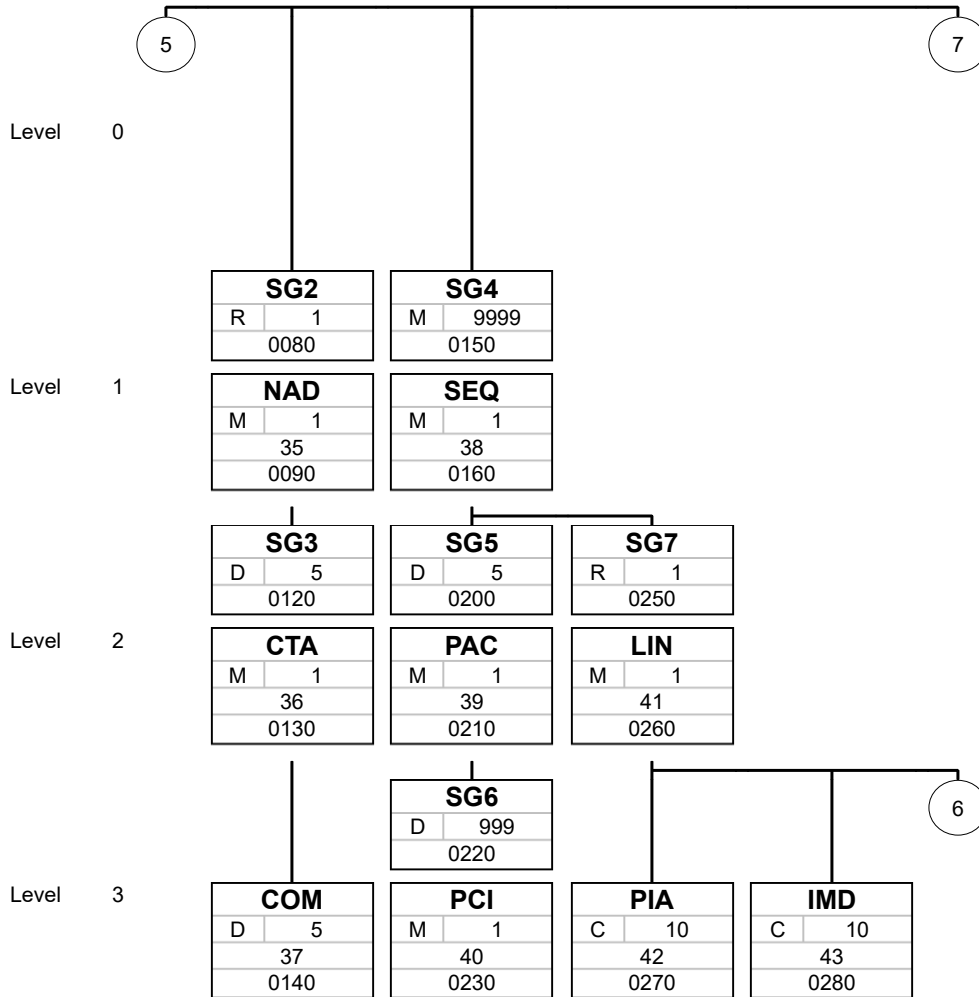 5 7
Level 0
SG2 SG4
R 1 M 9999
0080 0150
Level 1 NAD SEQ
M 1 M 1
35 38
0090 0160
SG3 SG5 SG7
D 5 D 5 R 1
0120 0200 0250
Level 2 CTA PAC LIN
M 1 M 1 M 1
36 39 41
0130 0210 0260
SG6 6
D 999
0220
Level 3 COM PCI PIA IMD
D 5 M 1 C 10 C 10
37 40 42 43
0140 0230 0270 0280